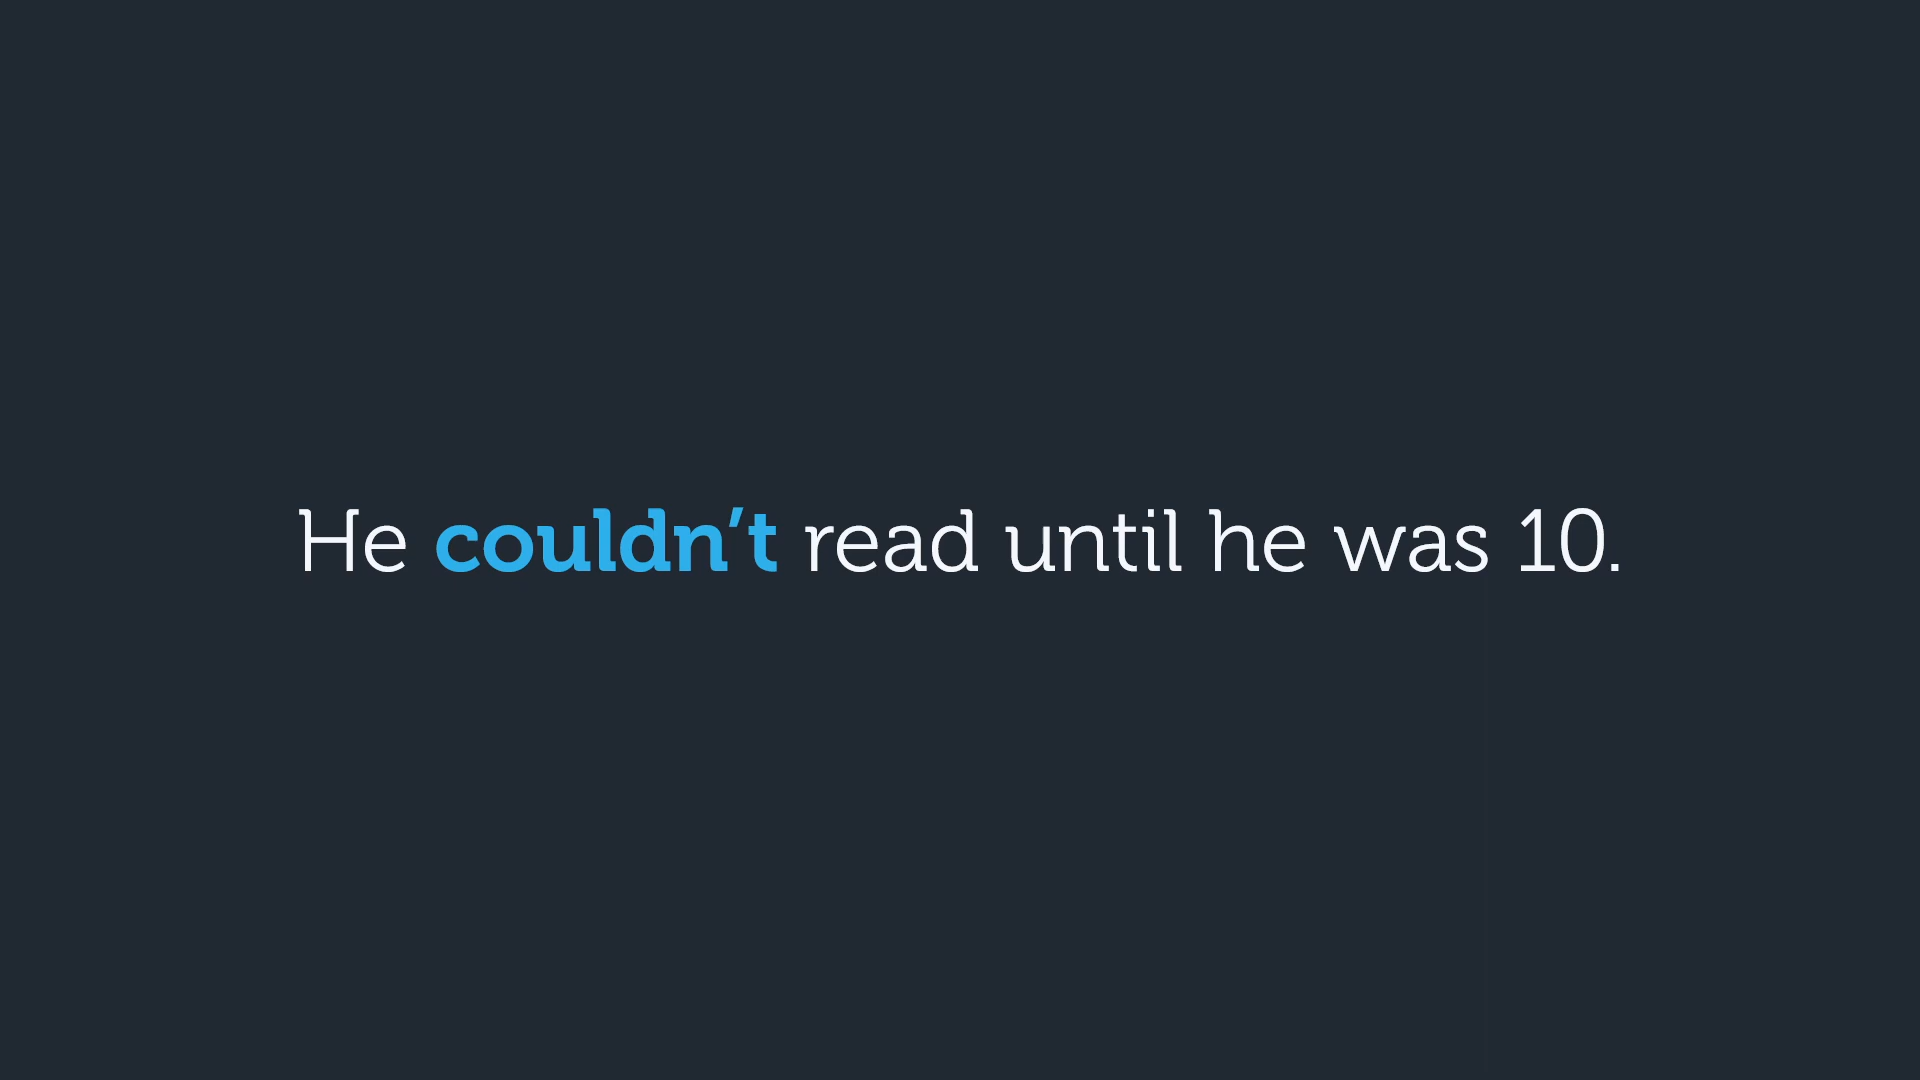 He couldn’t read until he was 10.